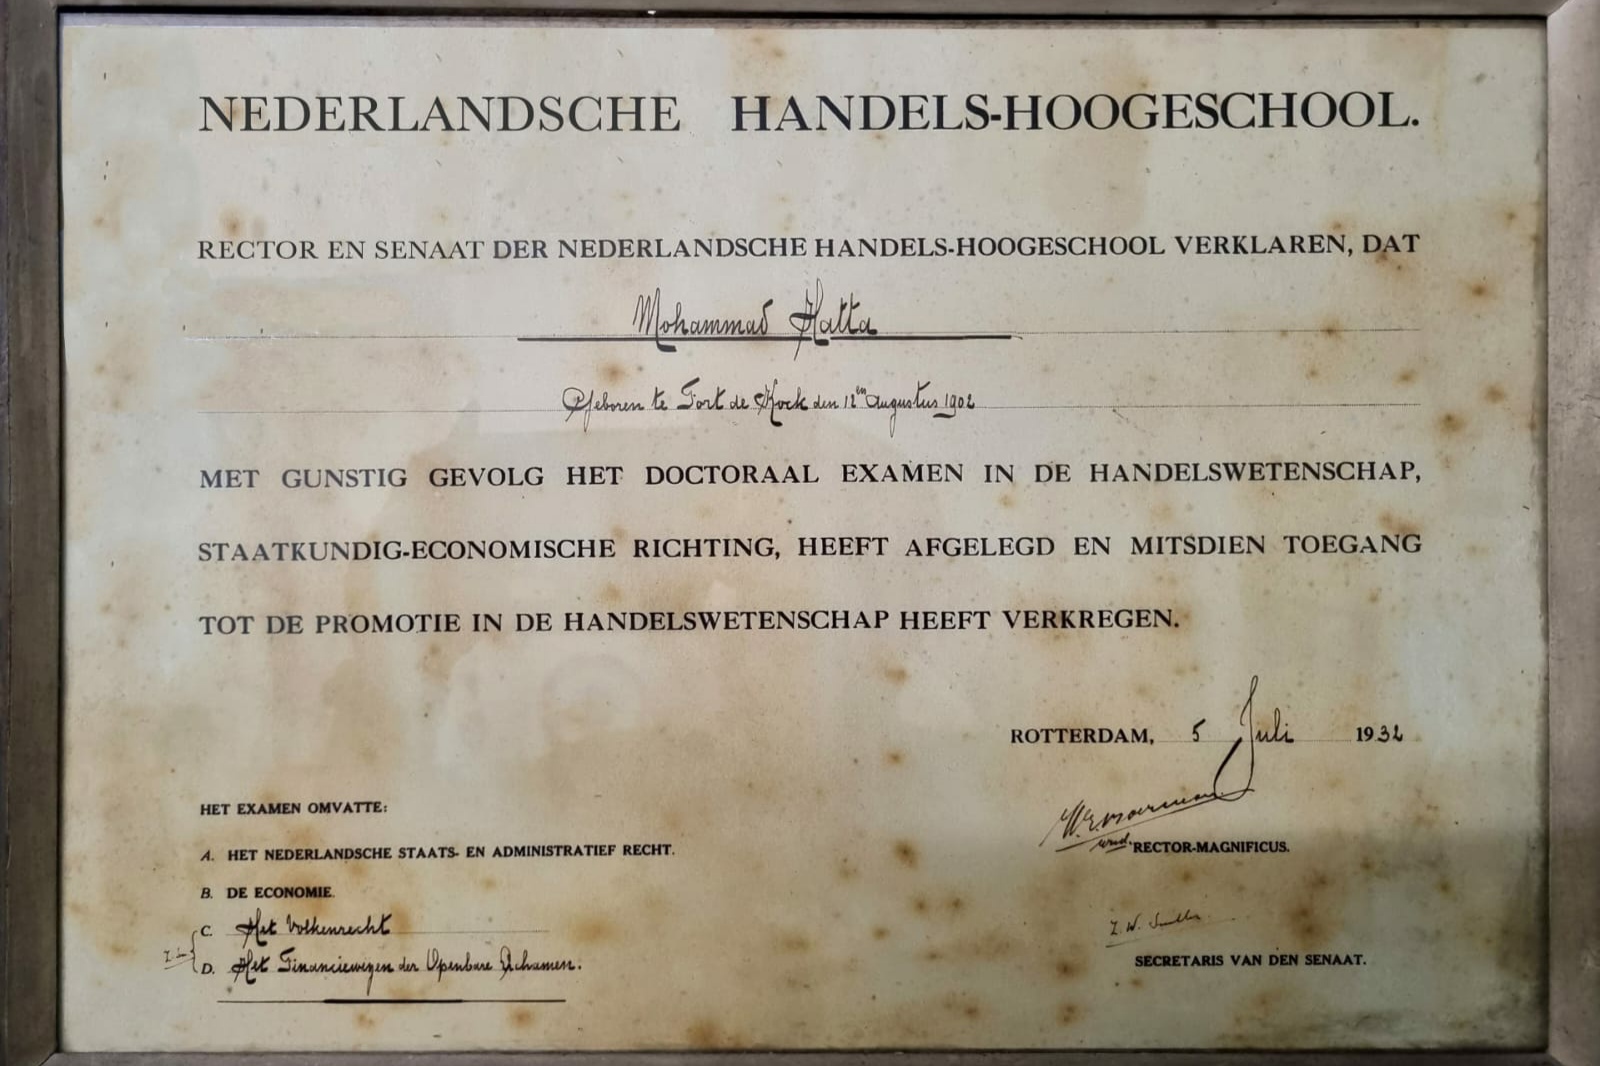 NEDERLANDSCHE HANDELS-HOOGESCHOOL.
RECTOR EN SENAAT DER NEDERLANDSCHE HANDELS-HOOGESCHOOL VERKLAREN, DAT
Mohammad Hatta
Geboren te Fort de Kock den 12en Augustus 1902
MET GUNSTIG GEVOLG HET DOCTORAAL EXAMEN IN DE HANDELSWETENSCHAP,
STAATKUNDIG-ECONOMISCHE RICHTING, HEEFT AFGELEGD EN MITSDIEN TOEGANG
TOT DE PROMOTIE IN DE HANDELSWETENSCHAP HEEFT VERKREGEN.
ROTTERDAM, 5 Juli 1932
HET EXAMEN OMVATTE:
RECTOR-MAGNIFICUS.
A. HET NEDERLANDSCHE STAATS- EN ADMINISTRATIEF RECHT.
B. DE ECONOMIE.
C. Het Volkenrecht
D. Het Financiewezen der Openbare Lichamen.
SECRETARIS VAN DEN SENAAT.